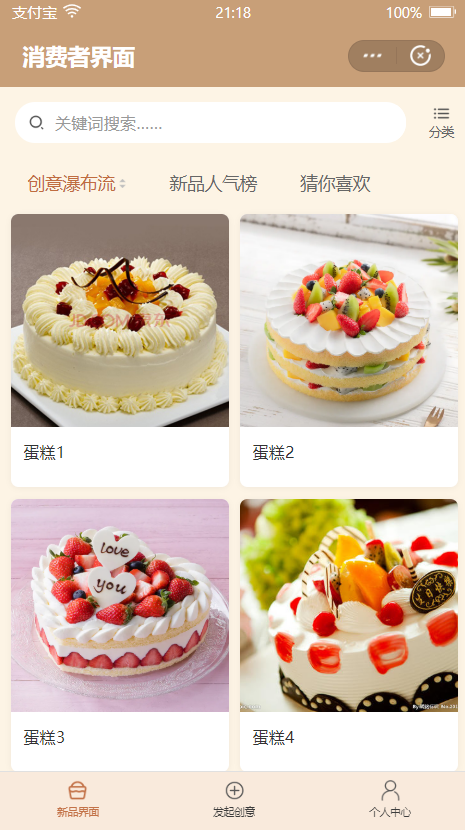 支付宝 21:18 100%
消费者界面
关键词搜索……
分类
创意瀑布流 新品人气榜 猜你喜欢
蛋糕1 蛋糕2
love
you
蛋糕3 蛋糕4
新品界面 发起创意 个人中心